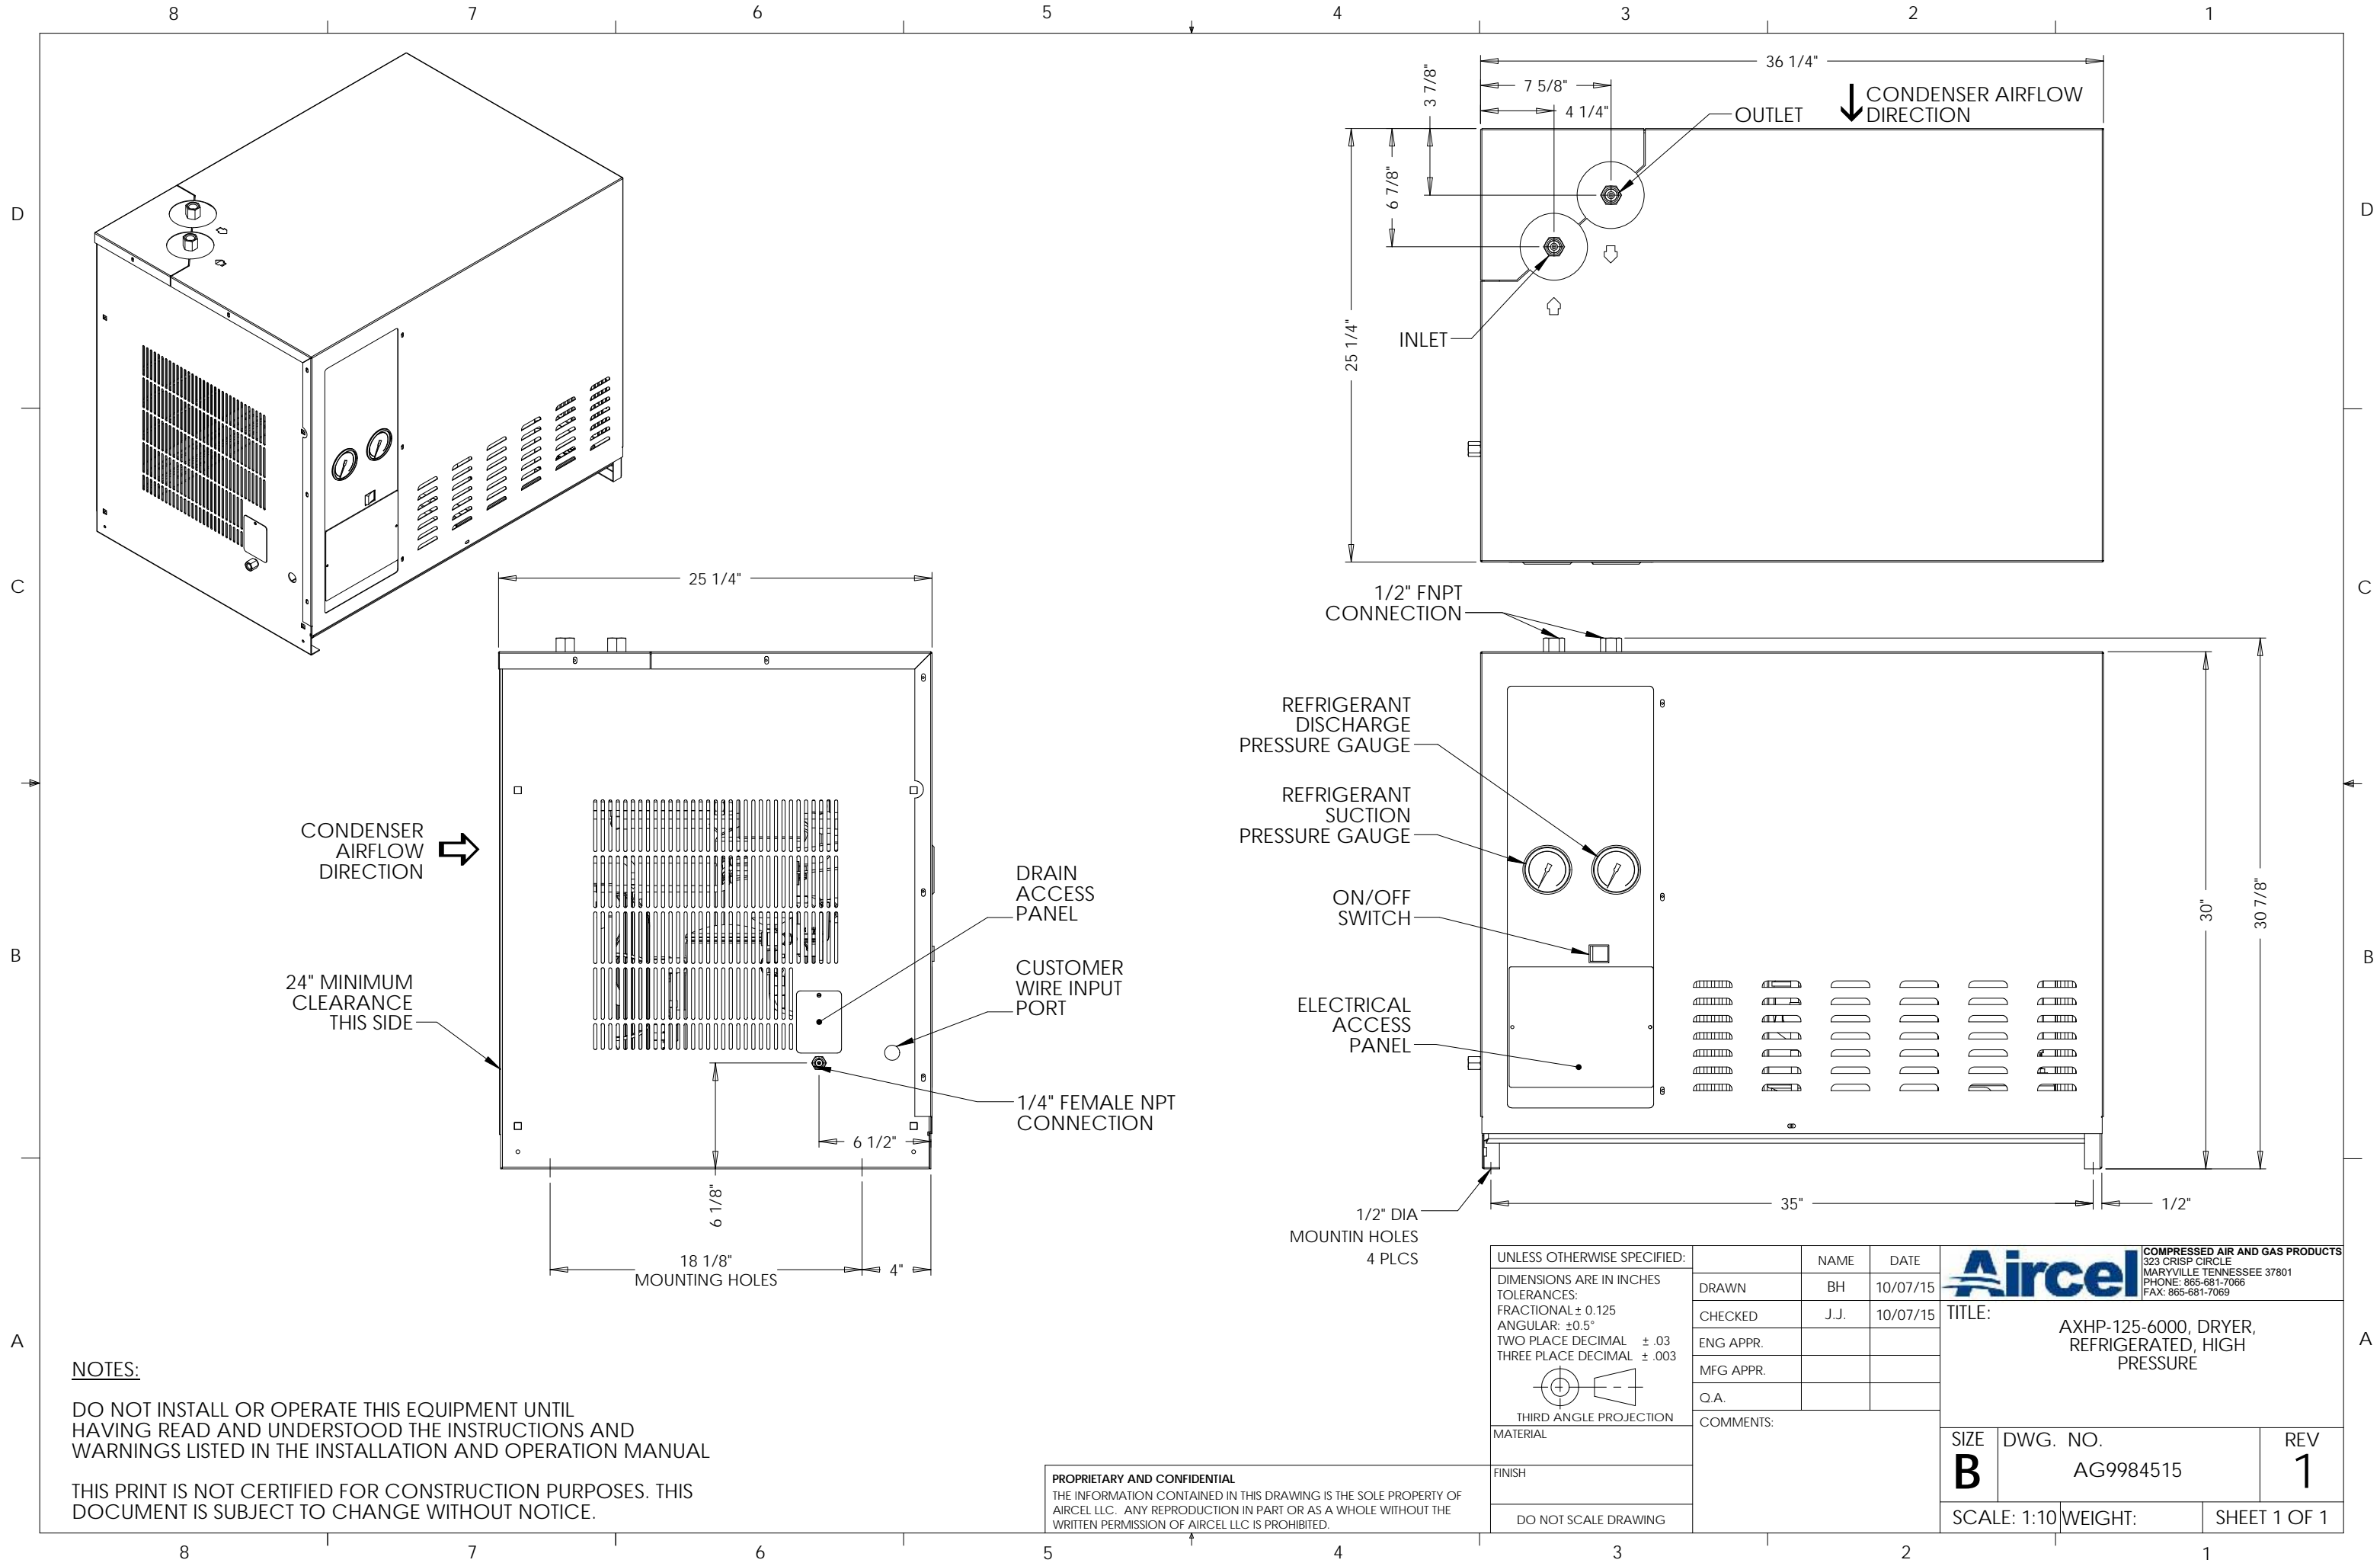 8 7 6 5 4 3 2 1
D
D
C
C
B
B
A
A
36 1/4"
7 5/8"
4 1/4"
3 7/8"
6 7/8"
25 1/4"
OUTLET
CONDENSER AIRFLOW
DIRECTION
INLET
25 1/4"
CONDENSER
AIRFLOW
DIRECTION
24" MINIMUM
CLEARANCE
THIS SIDE
DRAIN
ACCESS
PANEL
CUSTOMER
WIRE INPUT
PORT
1/4" FEMALE NPT
CONNECTION
6 1/2"
6 1/8"
18 1/8"
MOUNTING HOLES
4"
1/2" FNPT
CONNECTION
REFRIGERANT
DISCHARGE
PRESSURE GAUGE
REFRIGERANT
SUCTION
PRESSURE GAUGE
ON/OFF
SWITCH
ELECTRICAL
ACCESS
PANEL
30"
30 7/8"
35"
1/2"
1/2" DIA
MOUNTIN HOLES
4 PLCS
NOTES:
DO NOT INSTALL OR OPERATE THIS EQUIPMENT UNTIL
HAVING READ AND UNDERSTOOD THE INSTRUCTIONS AND
WARNINGS LISTED IN THE INSTALLATION AND OPERATION MANUAL
THIS PRINT IS NOT CERTIFIED FOR CONSTRUCTION PURPOSES. THIS
DOCUMENT IS SUBJECT TO CHANGE WITHOUT NOTICE.
PROPRIETARY AND CONFIDENTIAL
THE INFORMATION CONTAINED IN THIS DRAWING IS THE SOLE PROPERTY OF
AIRCEL LLC. ANY REPRODUCTION IN PART OR AS A WHOLE WITHOUT THE
WRITTEN PERMISSION OF AIRCEL LLC IS PROHIBITED.
UNLESS OTHERWISE SPECIFIED:
DIMENSIONS ARE IN INCHES
TOLERANCES:
FRACTIONAL ± 0.125
ANGULAR: ±0.5°
TWO PLACE DECIMAL ± .03
THREE PLACE DECIMAL ± .003
THIRD ANGLE PROJECTION
MATERIAL
FINISH
DO NOT SCALE DRAWING
NAME DATE
DRAWN BH 10/07/15
CHECKED J.J. 10/07/15
ENG APPR.
MFG APPR.
Q.A.
COMMENTS:
Aircel
COMPRESSED AIR AND GAS PRODUCTS
323 CRISP CIRCLE
MARYVILLE TENNESSEE 37801
PHONE: 865-681-7066
FAX: 865-681-7069
TITLE:
AXHP-125-6000, DRYER,
REFRIGERATED, HIGH
PRESSURE
SIZE DWG. NO. REV
B AG9984515 1
SCALE: 1:10 WEIGHT: SHEET 1 OF 1
8 7 6 5 4 3 2 1